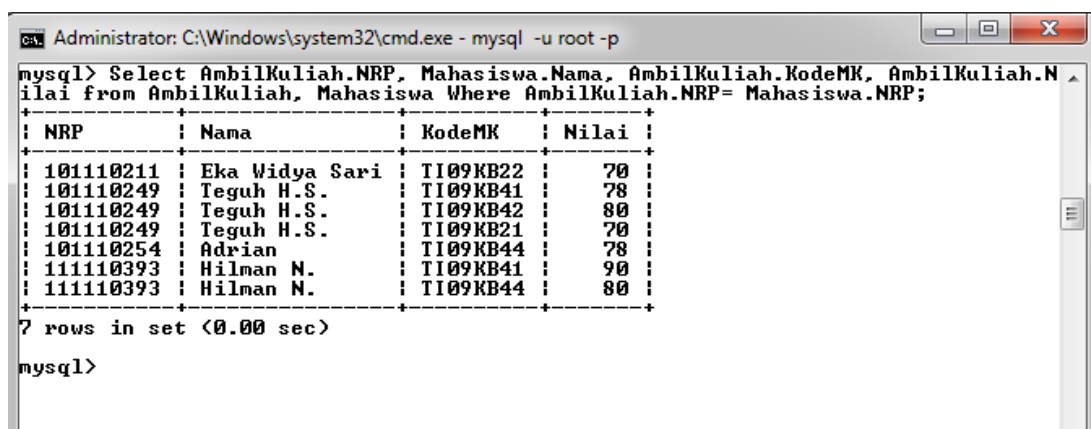 Administrator: C:\Windows\system32\cmd.exe - mysql -u root -p
mysql> Select AmbilKuliah.NRP, Mahasiswa.Nama, AmbilKuliah.KodeMK, AmbilKuliah.N
ilai from AmbilKuliah, Mahasiswa Where AmbilKuliah.NRP= Mahasiswa.NRP;
+-----------+----------------+----------+-------+
| NRP       | Nama           | KodeMK   | Nilai |
+-----------+----------------+----------+-------+
| 101110211 | Eka Widya Sari | TI09KB22 |    70 |
| 101110249 | Teguh H.S.     | TI09KB41 |    78 |
| 101110249 | Teguh H.S.     | TI09KB42 |    80 |
| 101110249 | Teguh H.S.     | TI09KB21 |    70 |
| 101110254 | Adrian         | TI09KB44 |    78 |
| 111110393 | Hilman N.      | TI09KB41 |    90 |
| 111110393 | Hilman N.      | TI09KB44 |    80 |
+-----------+----------------+----------+-------+
7 rows in set (0.00 sec)
mysql>